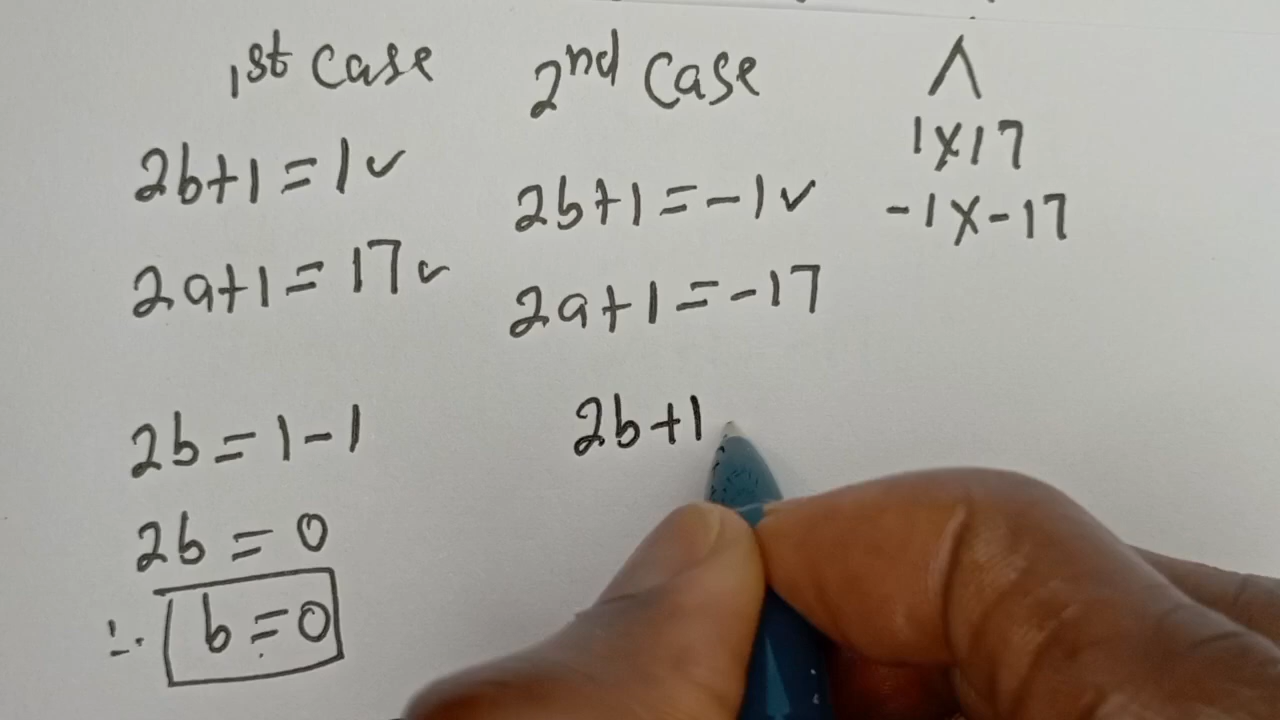 1st Case
2b+1=1✓
2a+1=17✓
2b=1-1
2b=0
∴ b=0
2nd Case
2b+1=-1✓
2a+1=-17
2b+1
∧
1x17
-1x-17